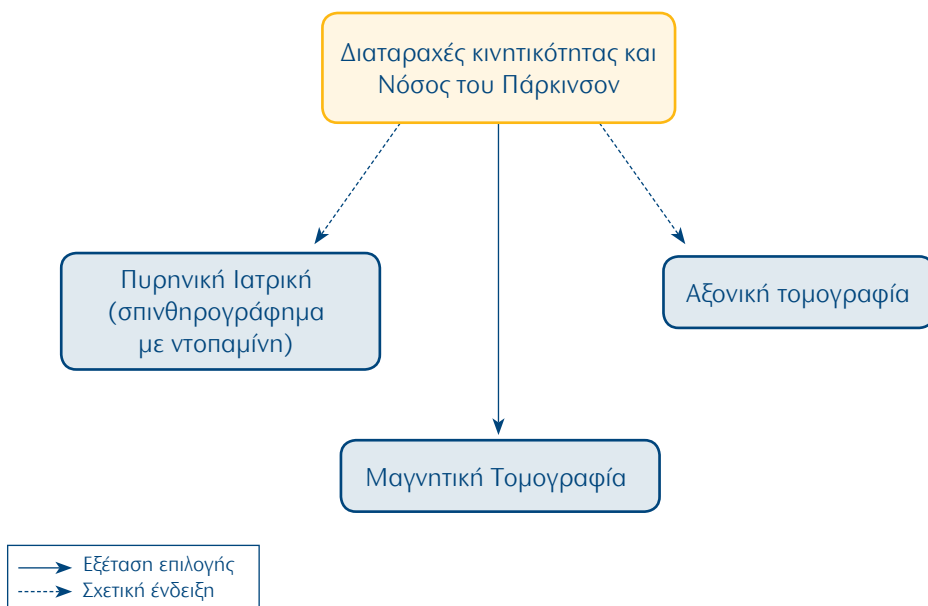 Διαταραχές κινητικότητας και
Νόσος του Πάρκινσον
Πυρηνική Ιατρική
(σπινθηρογράφημα
με ντοπαμίνη)
Αξονική τομογραφία
Μαγνητική Τομογραφία
Εξέταση επιλογής
Σχετική ένδειξη